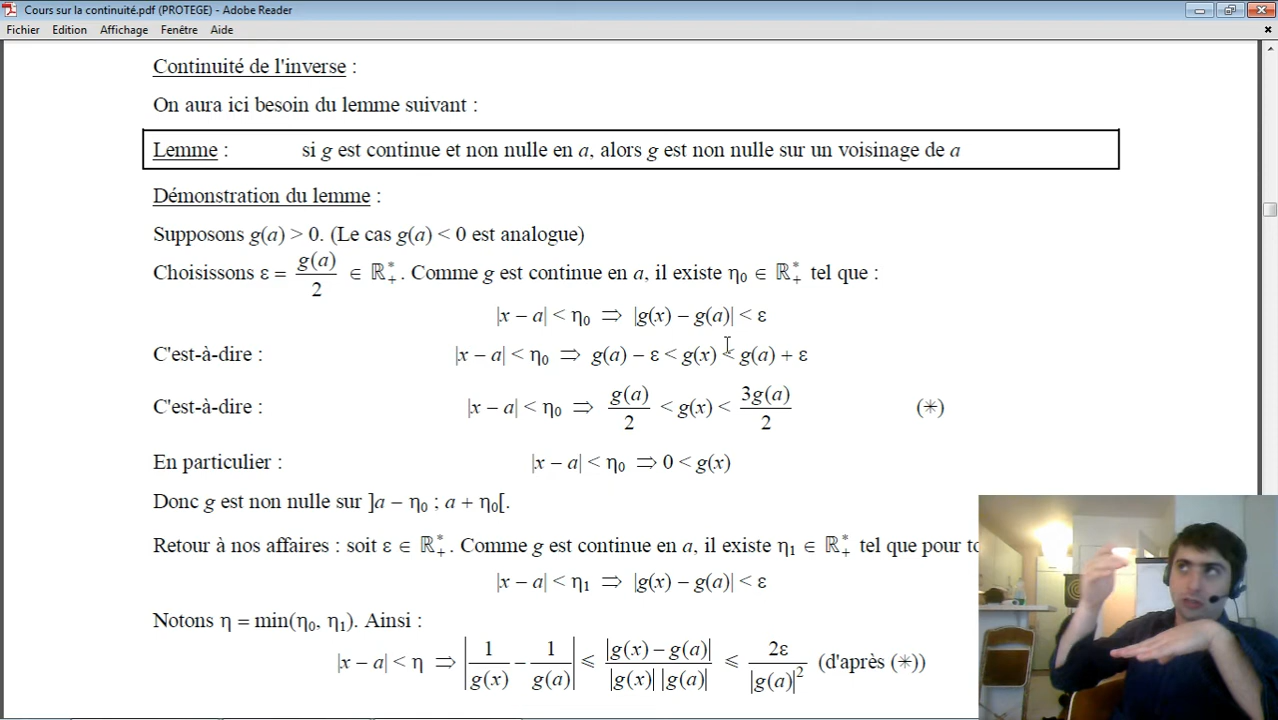 Cours sur la continuité.pdf (PROTEGE) - Adobe Reader
Fichier Edition Affichage Fenêtre Aide
Continuité de l'inverse :
On aura ici besoin du lemme suivant :
Lemme : si g est continue et non nulle en a, alors g est non nulle sur un voisinage de a
Démonstration du lemme :
Supposons g(a) > 0. (Le cas g(a) < 0 est analogue)
Choisissons ε = g(a)/2 ∈ ℝ*₊. Comme g est continue en a, il existe η₀ ∈ ℝ*₊ tel que :
|x − a| < η₀ ⇒ |g(x) − g(a)| < ε
C'est-à-dire : |x − a| < η₀ ⇒ g(a) − ε < g(x) < g(a) + ε
C'est-à-dire : |x − a| < η₀ ⇒ g(a)/2 < g(x) < 3g(a)/2 (∗)
En particulier : |x − a| < η₀ ⇒ 0 < g(x)
Donc g est non nulle sur ]a − η₀ ; a + η₀[.
Retour à nos affaires : soit ε ∈ ℝ*₊. Comme g est continue en a, il existe η₁ ∈ ℝ*₊ tel que pour
|x − a| < η₁ ⇒ |g(x) − g(a)| < ε
Notons η = min(η₀, η₁). Ainsi :
|x − a| < η ⇒ |1/g(x) − 1/g(a)| ⩽ |g(x) − g(a)|/|g(x)| |g(a)| ⩽ 2ε/|g(a)|² (d'après (∗))